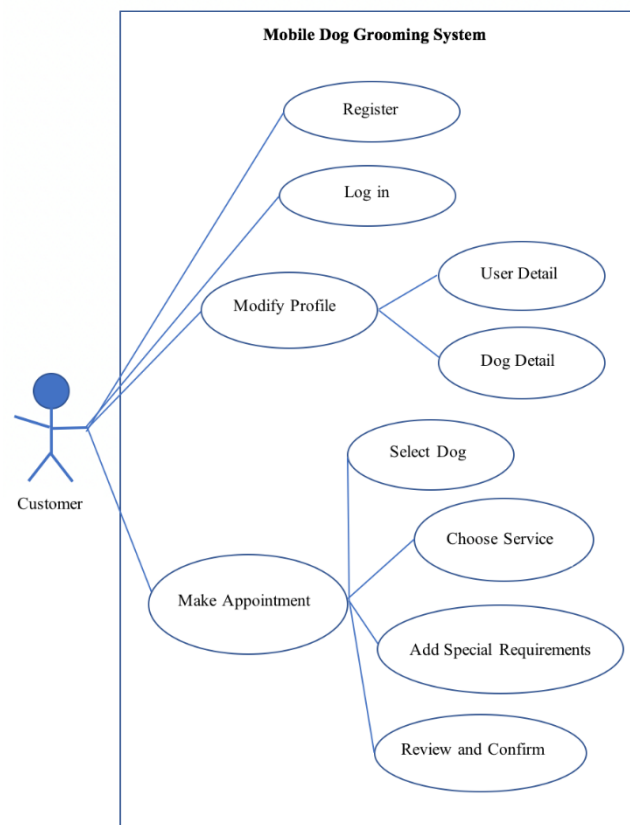 Mobile Dog Grooming System
Register
Log in
User Detail
Modify Profile
Dog Detail
Select Dog
Customer
Choose Service
Make Appointment
Add Special Requirements
Review and Confirm